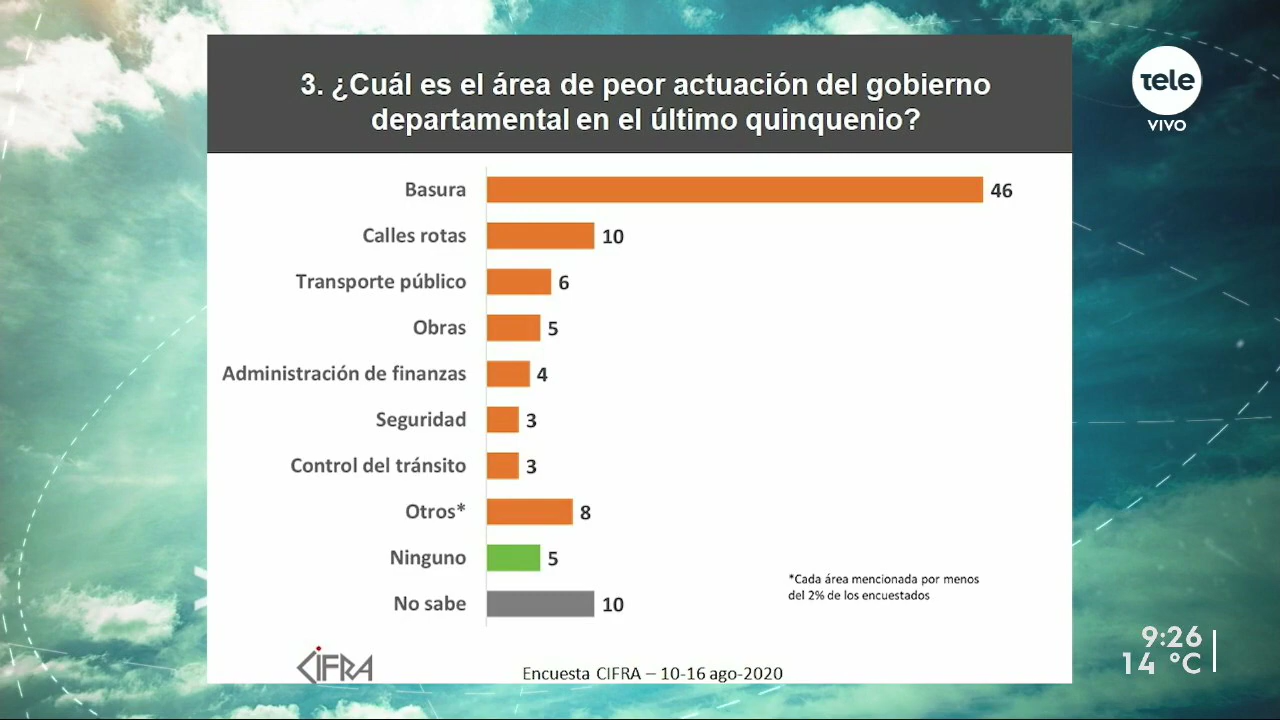 3. ¿Cuál es el área de peor actuación del gobierno
departamental en el último quinquenio?
tele
VIVO
Basura 46
Calles rotas 10
Transporte público 6
Obras 5
Administración de finanzas 4
Seguridad 3
Control del tránsito 3
Otros* 8
Ninguno 5
No sabe 10
*Cada área mencionada por menos
del 2% de los encuestados
CIFRA
Encuesta CIFRA – 10-16 ago-2020
9:26
14 °C